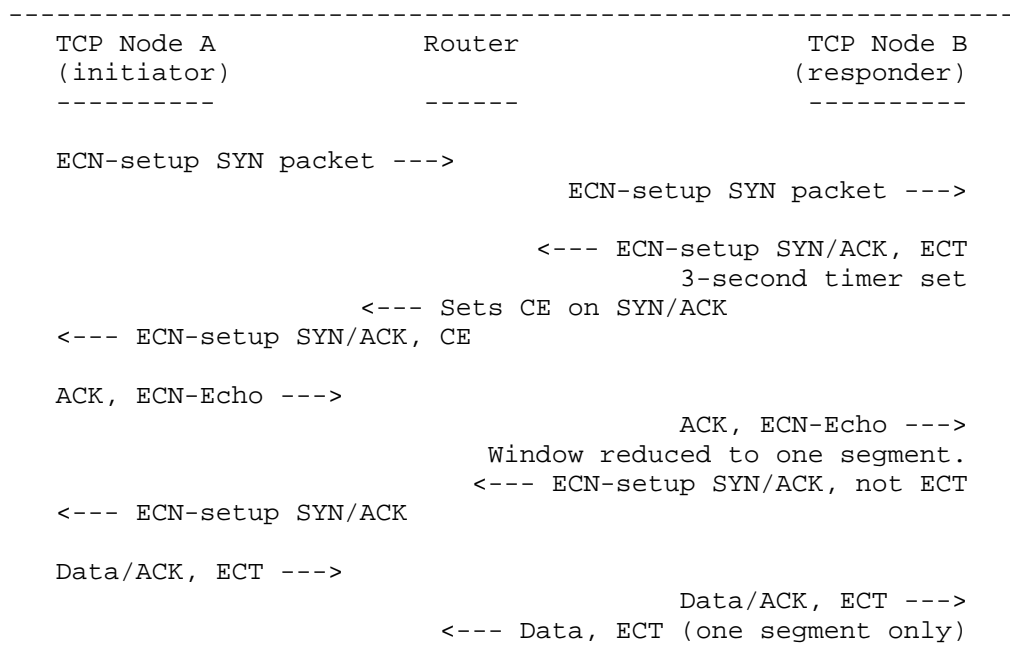 ---------------------------------------------------------------
TCP Node A             Router                  TCP Node B
(initiator)                                   (responder)
----------             ------                  ----------
ECN-setup SYN packet --->
ECN-setup SYN packet --->
<--- ECN-setup SYN/ACK, ECT
3-second timer set
<--- Sets CE on SYN/ACK
<--- ECN-setup SYN/ACK, CE
ACK, ECN-Echo --->
ACK, ECN-Echo --->
Window reduced to one segment.
<--- ECN-setup SYN/ACK, not ECT
<--- ECN-setup SYN/ACK
Data/ACK, ECT --->
Data/ACK, ECT --->
<--- Data, ECT (one segment only)